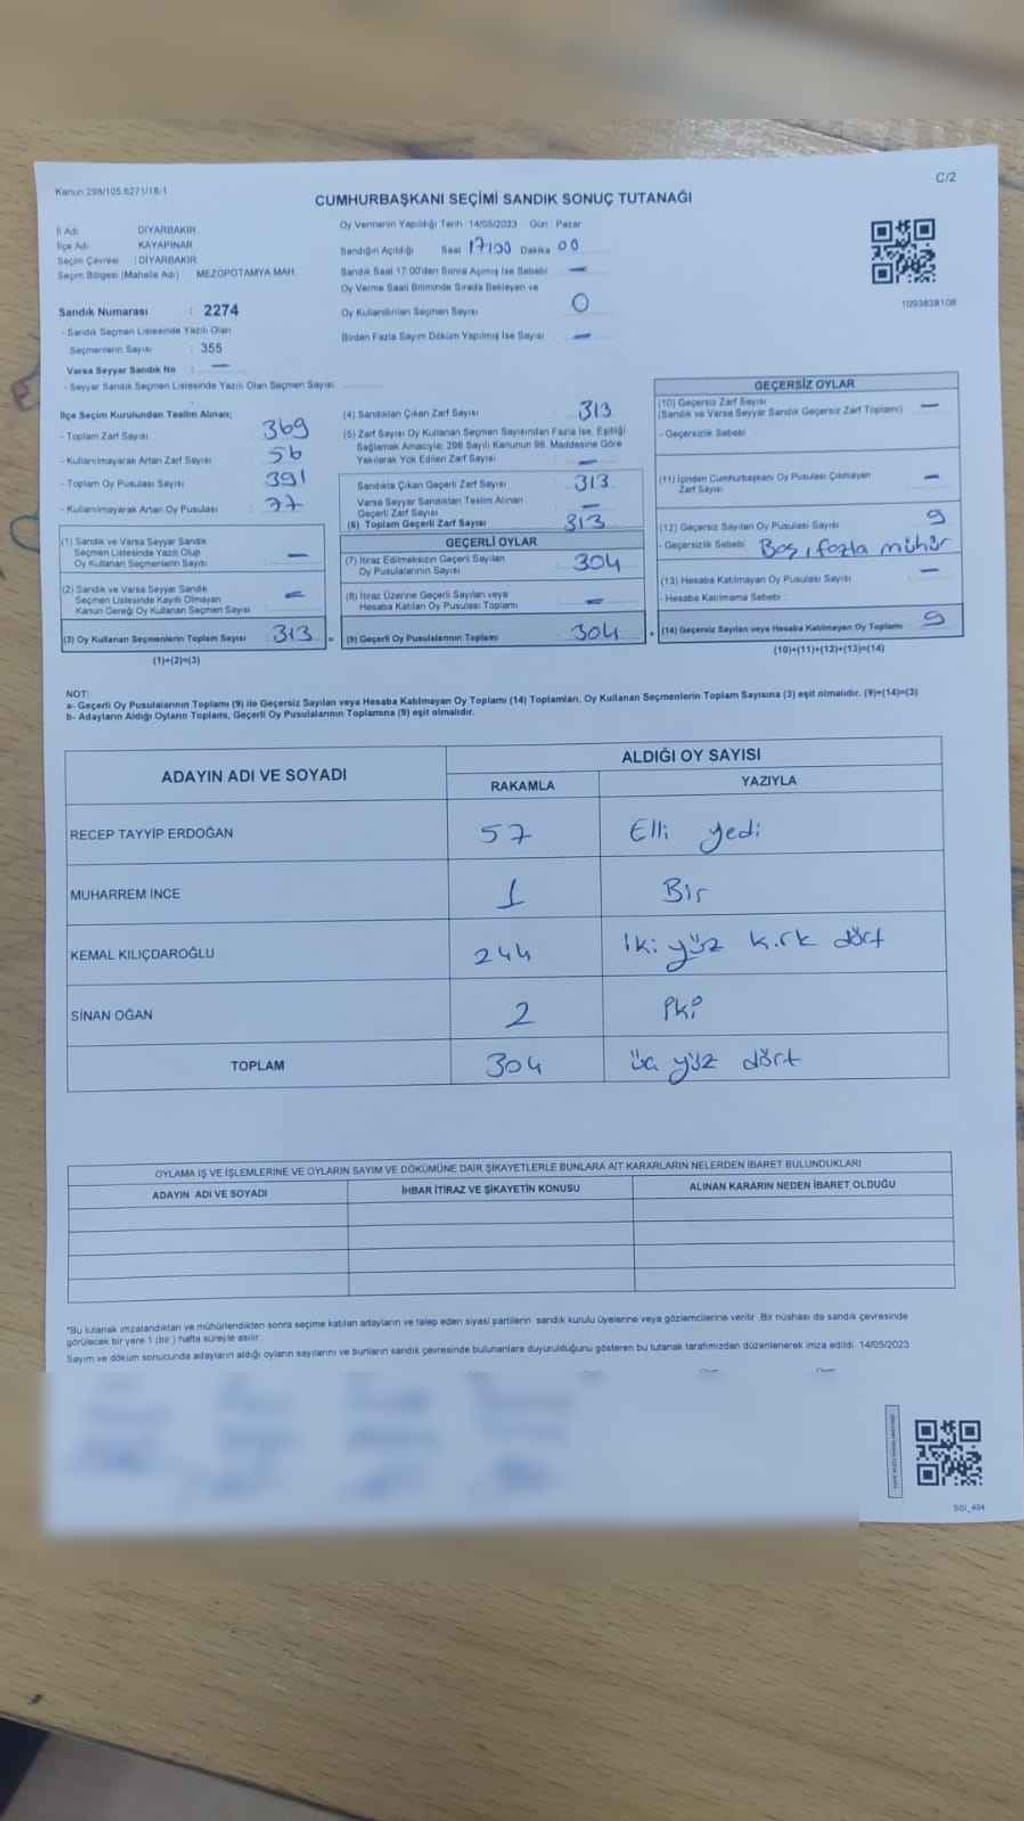 Kanun:298/105,6271/18/1
C/2
CUMHURBAŞKANI SEÇİMİ SANDIK SONUÇ TUTANAĞI
İl Adı DİYARBAKIR
İlçe Adı KAYAPINAR
Seçim Çevresi : DİYARBAKIR
Seçim Bölgesi (Mahalle Adı) MEZOPOTAMYA MAH.
Sandık Numarası : 2274
- Sandık Seçmen Listesinde Yazılı Olan
Seçmenlerin Sayısı : 355
Varsa Seyyar Sandık No : —
- Seyyar Sandık Seçmen Listesinde Yazılı Olan Seçmen Sayısı
Oy Vermenin Yapıldığı Tarih 14/05/2023 Gün : Pazar
Sandığın Açıldığı Saat 17:00 Dakika 00
Sandık Saat 17:00'den Sonra Açılmış İse Sebebi —
Oy Verme Saati Bitiminde Sırada Bekleyen ve
Oy Kullandırılan Seçmen Sayısı 0
Birden Fazla Sayım Döküm Yapılmış İse Sayısı —
1093838108
İlçe Seçim Kurulundan Teslim Alınan;
- Toplam Zarf Sayısı 369
- Kullanılmayarak Artan Zarf Sayısı 56
- Toplam Oy Pusulası Sayısı 391
- Kullanılmayarak Artan Oy Pusulası 77
(1) Sandık ve Varsa Seyyar Sandık
Seçmen Listesinde Yazılı Olup
Oy Kullanan Seçmenlerin Sayısı —
(2) Sandık ve Varsa Seyyar Sandık
Seçmen Listesinde Kayıtlı Olmayan
Kanun Gereği Oy Kullanan Seçmen Sayısı —
(3) Oy Kullanan Seçmenlerin Toplam Sayısı 313
(1)+(2)=(3)
(4) Sandıktan Çıkan Zarf Sayısı 313
(5) Zarf Sayısı Oy Kullanan Seçmen Sayısından Fazla İse, Eşitliği
Sağlamak Amacıyla; 298 Sayılı Kanunun 98. Maddesine Göre
Yakılarak Yok Edilen Zarf Sayısı —
Sandıkta Çıkan Geçerli Zarf Sayısı 313
Varsa Seyyar Sandıktan Teslim Alınan
Geçerli Zarf Sayısı —
(6) Toplam Geçerli Zarf Sayısı 313
GEÇERLİ OYLAR
(7) İtiraz Edilmeksizin Geçerli Sayılan
Oy Pusulalarının Sayısı 304
(8) İtiraz Üzerine Geçerli Sayılan veya
Hesaba Katılan Oy Pusulası Toplamı —
(9) Geçerli Oy Pusulalarının Toplamı 304
GEÇERSİZ OYLAR
(10) Geçersiz Zarf Sayısı
(Sandık ve Varsa Seyyar Sandık Geçersiz Zarf Toplamı) —
- Geçersizlik Sebebi
(11) İçinden Cumhurbaşkanı Oy Pusulası Çıkmayan
Zarf Sayısı —
(12) Geçersiz Sayılan Oy Pusulası Sayısı 9
- Geçersizlik Sebebi Boş, fazla mühür
(13) Hesaba Katılmayan Oy Pusulası Sayısı —
- Hesaba Katılmama Sebebi
(14) Geçersiz Sayılan veya Hesaba Katılmayan Oy Toplamı 9
(10)+(11)+(12)+(13)=(14)
NOT:
a- Geçerli Oy Pusulaları Toplamı (9) ile Geçersiz Sayılan veya Hesaba Katılmayan Oy Toplamı (14) Toplamları, Oy Kullanan Seçmenlerin Toplam Sayısına (3) eşit olmalıdır. (9)+(14)=(3)
b- Adayların Aldığı Oyların Toplamı, Geçerli Oy Pusulalarının Toplamına (9) eşit olmalıdır.
ADAYIN ADI VE SOYADI ALDIĞI OY SAYISI
RAKAMLA YAZIYLA
RECEP TAYYİP ERDOĞAN 57 Elli yedi
MUHARREM İNCE 1 Bir
KEMAL KILIÇDAROĞLU 244 iki yüz kırk dört
SİNAN OĞAN 2 İki
TOPLAM 304 üç yüz dört
OYLAMA İŞ VE İŞLEMLERİNE VE OYLARIN SAYIM VE DÖKÜMÜNE DAİR ŞİKAYETLERLE BUNLARA AİT KARARLARIN NELERDEN İBARET BULUNDUKLARI
ADAYIN ADI VE SOYADI İHBAR İTİRAZ VE ŞİKAYETİN KONUSU ALINAN KARARIN NEDEN İBARET OLDUĞU
*Bu tutanak imzalandıktan ve mühürlendikten sonra seçime katılan adayların ve talep eden siyasi partilerin sandık kurulu üyelerine veya gözlemcilerine verilir. Bir nüshası da sandık çevresinde
görülecek bir yere 1 (bir) hafta süreyle asılır.
Sayım ve döküm sonucunda adayların aldığı oyların sayılarını ve bunların sandık çevresinde bulunanlara duyurulduğunu gösteren bu tutanak tarafımızdan düzenlenerek imza edildi. 14/05/2023